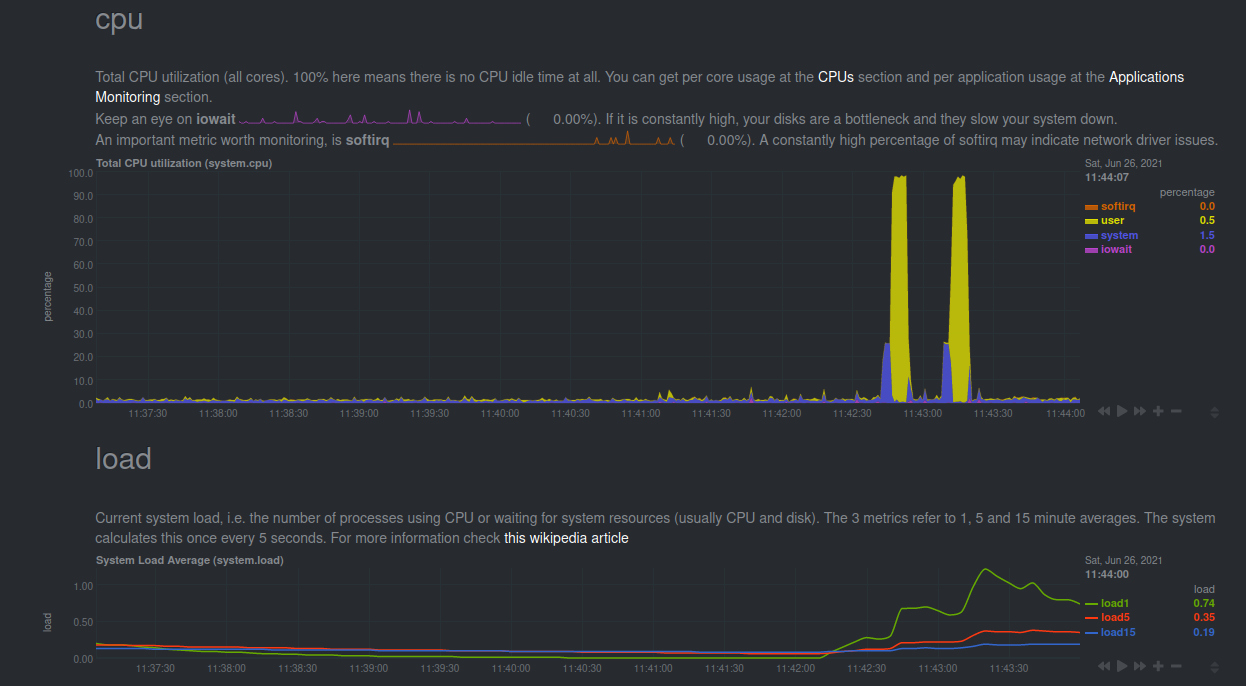 cpu
Total CPU utilization (all cores). 100% here means there is no CPU idle time at all. You can get per core usage at the CPUs section and per application usage at the Applications
Monitoring section.
Keep an eye on iowait ( 0.00%). If it is constantly high, your disks are a bottleneck and they slow your system down.
An important metric worth monitoring, is softirq ( 0.00%). A constantly high percentage of softirq may indicate network driver issues.
Total CPU utilization (system.cpu)
Sat, Jun 26, 2021
11:44:07
percentage
softirq 0.0
user 0.5
system 1.5
iowait 0.0
percentage
100.0
90.0
80.0
70.0
60.0
50.0
40.0
30.0
20.0
10.0
0.0
11:37:30 11:38:00 11:38:30 11:39:00 11:39:30 11:40:00 11:40:30 11:41:00 11:41:30 11:42:00 11:42:30 11:43:00 11:43:30 11:44:00
load
Current system load, i.e. the number of processes using CPU or waiting for system resources (usually CPU and disk). The 3 metrics refer to 1, 5 and 15 minute averages. The system
calculates this once every 5 seconds. For more information check this wikipedia article
System Load Average (system.load)
Sat, Jun 26, 2021
11:44:00
load
load1 0.74
load5 0.35
load15 0.19
load
1.00
0.50
0.00
11:37:30 11:38:00 11:38:30 11:39:00 11:39:30 11:40:00 11:40:30 11:41:00 11:41:30 11:42:00 11:42:30 11:43:00 11:43:30